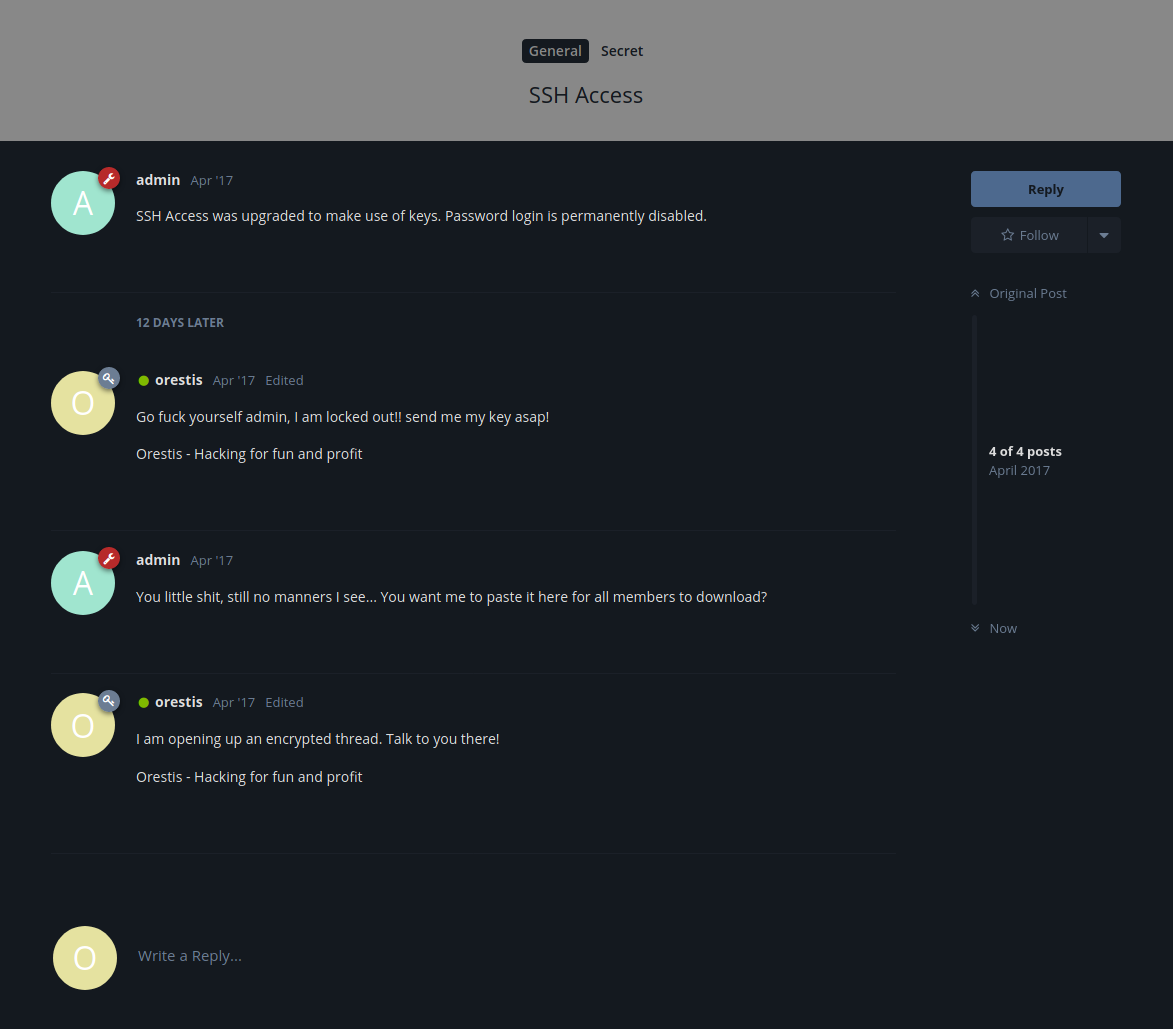 General Secret
SSH Access
A
admin Apr '17
SSH Access was upgraded to make use of keys. Password login is permanently disabled.
Reply
Follow
Original Post
12 DAYS LATER
O
orestis Apr '17 Edited
Go fuck yourself admin, I am locked out!! send me my key asap!
Orestis - Hacking for fun and profit
4 of 4 posts
April 2017
A
admin Apr '17
You little shit, still no manners I see... You want me to paste it here for all members to download?
Now
O
orestis Apr '17 Edited
I am opening up an encrypted thread. Talk to you there!
Orestis - Hacking for fun and profit
O
Write a Reply...